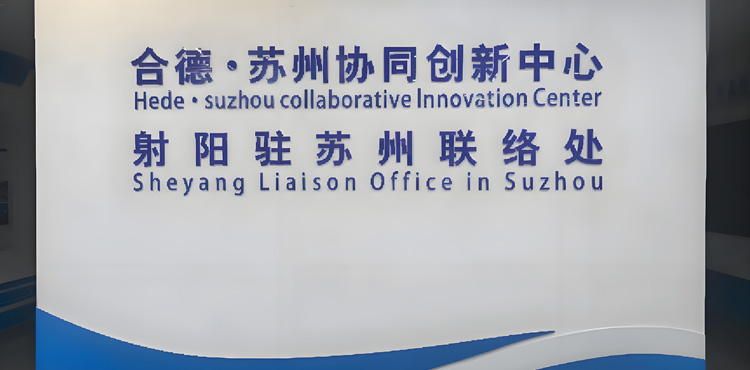 合德·苏州协同创新中心
Hede·suzhou collaborative Innovation Center
射阳驻苏州联络处
Sheyang Liaison Office in Suzhou